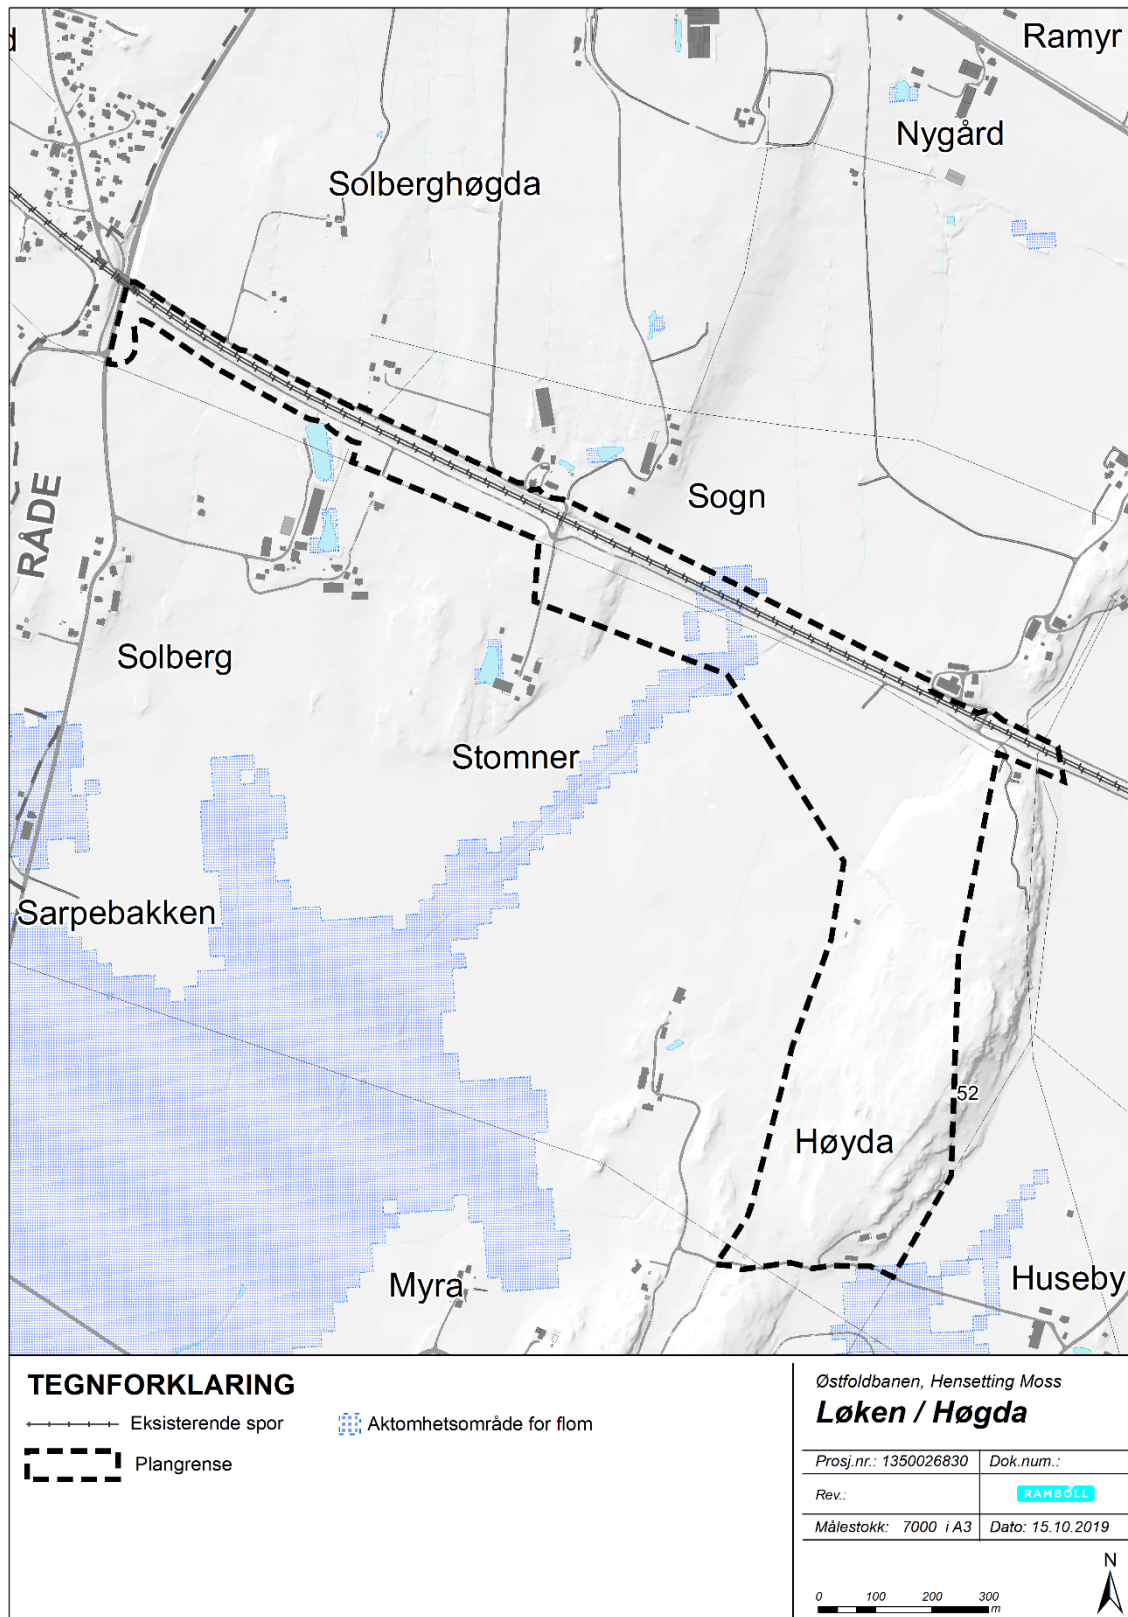 d
Ramyr
Nygård
Solberghøgda
Sogn
RÅDE
Solberg
Stomner
Sarpebakken
52
Høyda
Huseby
Myra
TEGNFORKLARING
Eksisterende spor
Aktomhetsområde for flom
Plangrense
Østfoldbanen, Hensetting Moss
Løken / Høgda
Prosj.nr.: 1350026830 Dok.num.:
Rev.: RAMBOLL
Målestokk: 7000 i A3 Dato: 15.10.2019
N
0 100 200 300
m